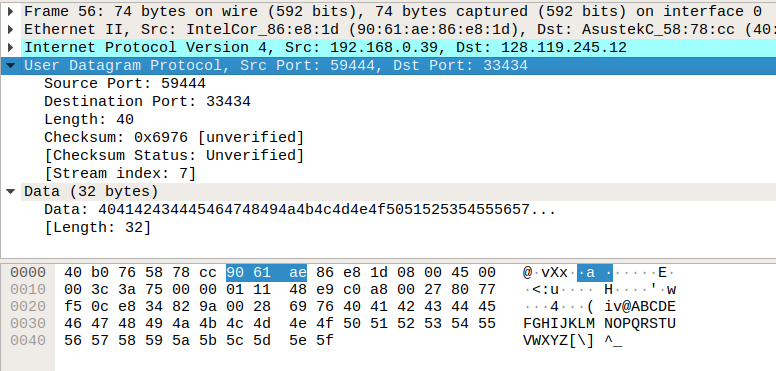 Frame 56: 74 bytes on wire (592 bits), 74 bytes captured (592 bits) on interface 0
Ethernet II, Src: IntelCor_86:e8:1d (90:61:ae:86:e8:1d), Dst: AsustekC_58:78:cc (40:
Internet Protocol Version 4, Src: 192.168.0.39, Dst: 128.119.245.12
User Datagram Protocol, Src Port: 59444, Dst Port: 33434
Source Port: 59444
Destination Port: 33434
Length: 40
Checksum: 0x6976 [unverified]
[Checksum Status: Unverified]
[Stream index: 7]
Data (32 bytes)
Data: 404142434445464748494a4b4c4d4e4f5051525354555657...
[Length: 32]
0000 40 b0 76 58 78 cc 90 61 ae 86 e8 1d 08 00 45 00 @·vXx··a ······E·
0010 00 3c 3a 75 00 00 01 11 48 e9 c0 a8 00 27 80 77 ·<:u···· H····'·w
0020 f5 0c e8 34 82 9a 00 28 69 76 40 41 42 43 44 45 ···4···( iv@ABCDE
0030 46 47 48 49 4a 4b 4c 4d 4e 4f 50 51 52 53 54 55 FGHIJKLM NOPQRSTU
0040 56 57 58 59 5a 5b 5c 5d 5e 5f VWXYZ[\] ^_